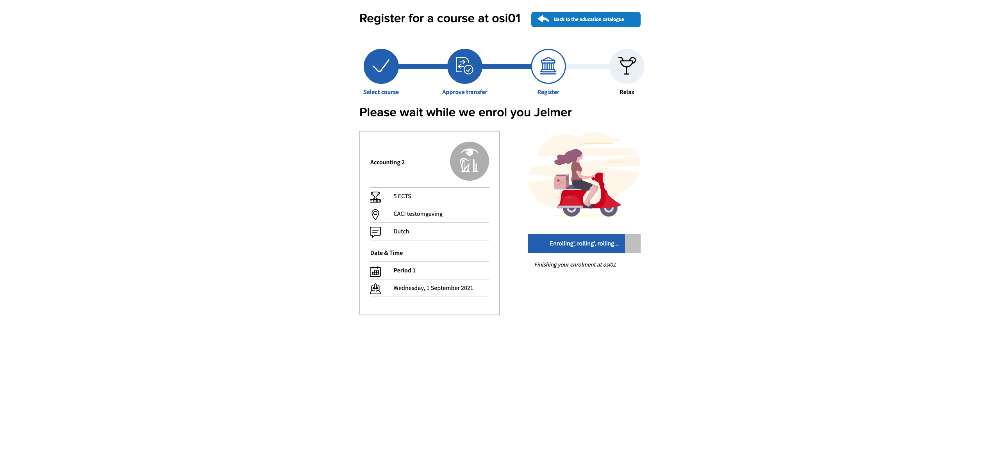 Register for a course at osi01
Back to the education catalogue
Select course
Approve transfer
Register
Relax
Please wait while we enrol you Jelmer
Accounting 2
5 ECTS
CACI testomgeving
Dutch
Date & Time
Period 1
Wednesday, 1 September 2021
Enrolling', rolling', rolling...
Finishing your enrolment at osi01